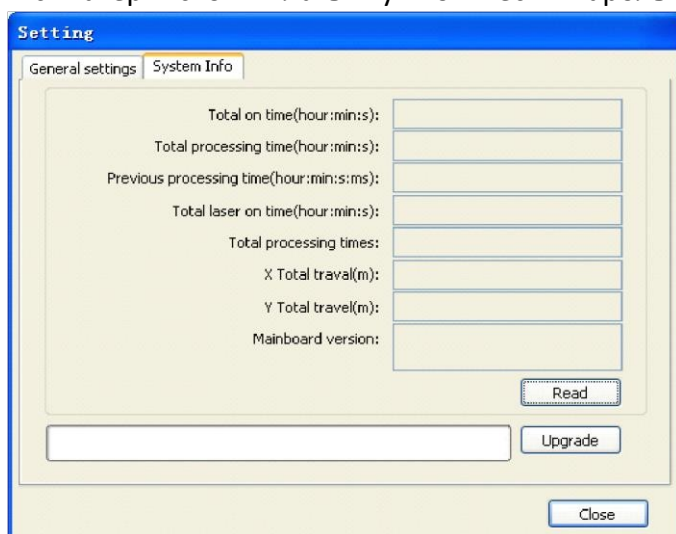 Setting
General settings System Info
Total on time(hour:min:s):
Total processing time(hour:min:s):
Previous processing time(hour:min:s:ms):
Total laser on time(hour:min:s):
Total processing times:
X Total traval(m):
Y Total travel(m):
Mainboard version:
Read
Upgrade
Close